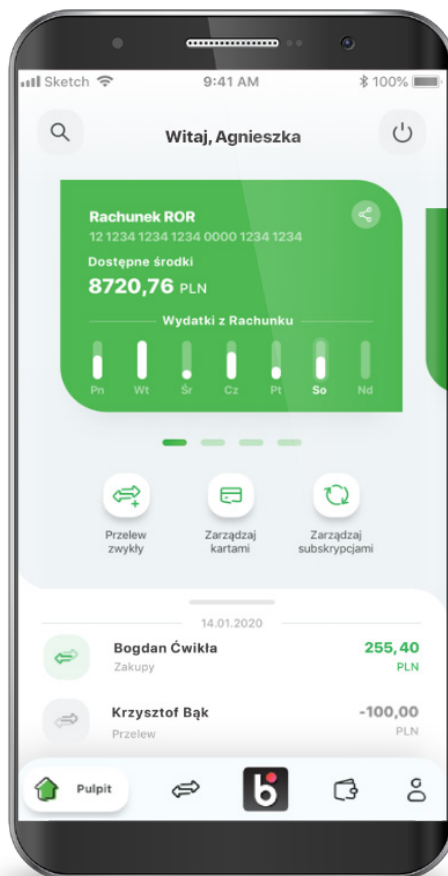 Sketch
9:41 AM
100%
Witaj, Agnieszka
Rachunek ROR
12 1234 1234 1234 0000 1234 1234
Dostępne środki
8720,76 PLN
Wydatki z Rachunku
Pn Wt Śr Cz Pt So Nd
Przelew
zwykły
Zarządzaj
kartami
Zarządzaj
subskrypcjami
14.01.2020
Bogdan Ćwikła
255,40
Zakupy
PLN
Krzysztof Bąk
-100,00
Przelew
PLN
Pulpit
b